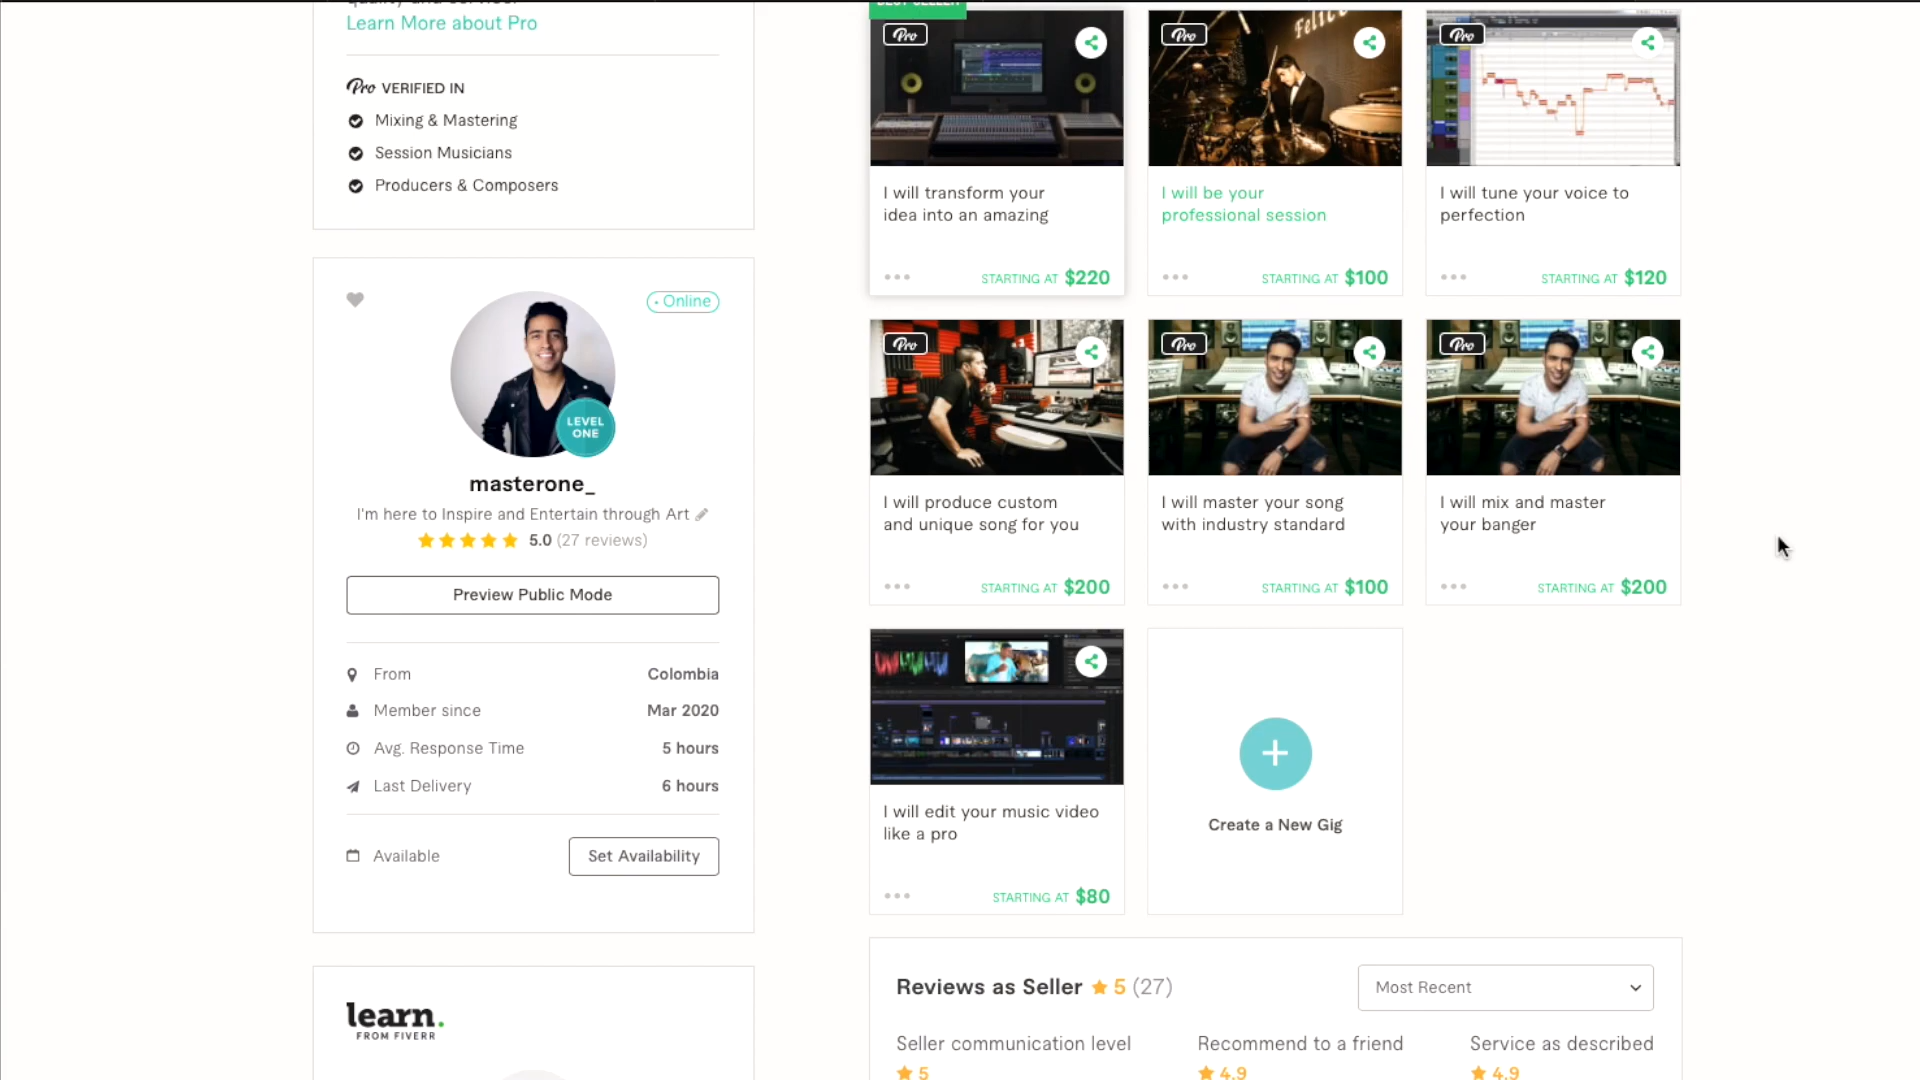 Learn More about Pro
Pro VERIFIED IN
Mixing & Mastering
Session Musicians
Producers & Composers
• Online
LEVEL
ONE
masterone_
I'm here to Inspire and Entertain through Art
5.0 (27 reviews)
Preview Public Mode
From Colombia
Member since Mar 2020
Avg. Response Time 5 hours
Last Delivery 6 hours
Available Set Availability
learn.
FROM FIVERR
BEST SELLER
Pro
I will transform your
idea into an amazing
STARTING AT $220
Felice
Pro
I will be your
professional session
STARTING AT $100
Pro
I will tune your voice to
perfection
STARTING AT $120
Pro
I will produce custom
and unique song for you
STARTING AT $200
Pro
I will master your song
with industry standard
STARTING AT $100
Pro
I will mix and master
your banger
STARTING AT $200
I will edit your music video
like a pro
STARTING AT $80
+
Create a New Gig
Reviews as Seller 5 (27)
Most Recent
Seller communication level
5
Recommend to a friend
4.9
Service as described
4.9